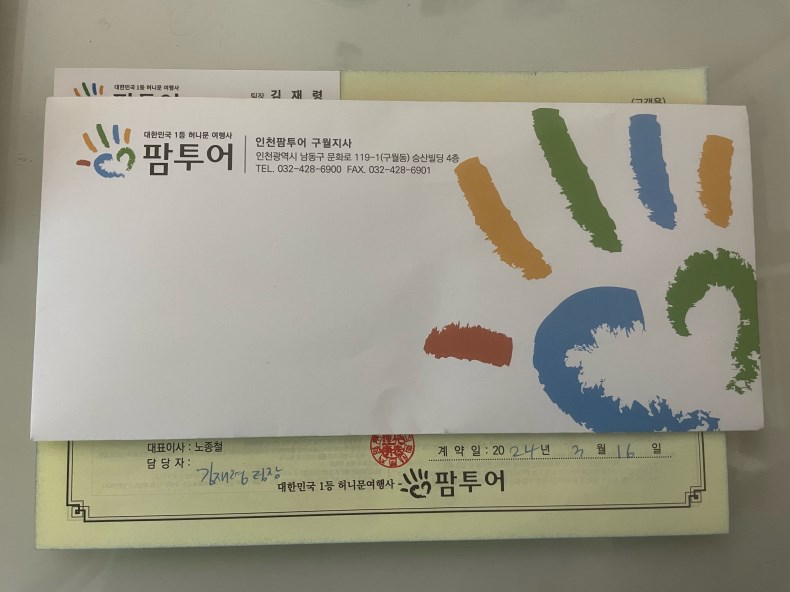 대한민국 1등 허니문 여행사
팜투어
팀장 김 재 령
(고객용)
대한민국 1등 허니문 여행사
팜투어
인천팜투어 구월지사
인천광역시 남동구 문화로 119-1(구월동) 승산빌딩 4층
TEL. 032-428-6900 FAX. 032-428-6901
대표이사 : 노종철
계 약 일 : 2024년 3월 16일
담 당 자 : 김재령 팀장
대한민국 1등 허니문여행사 팜투어